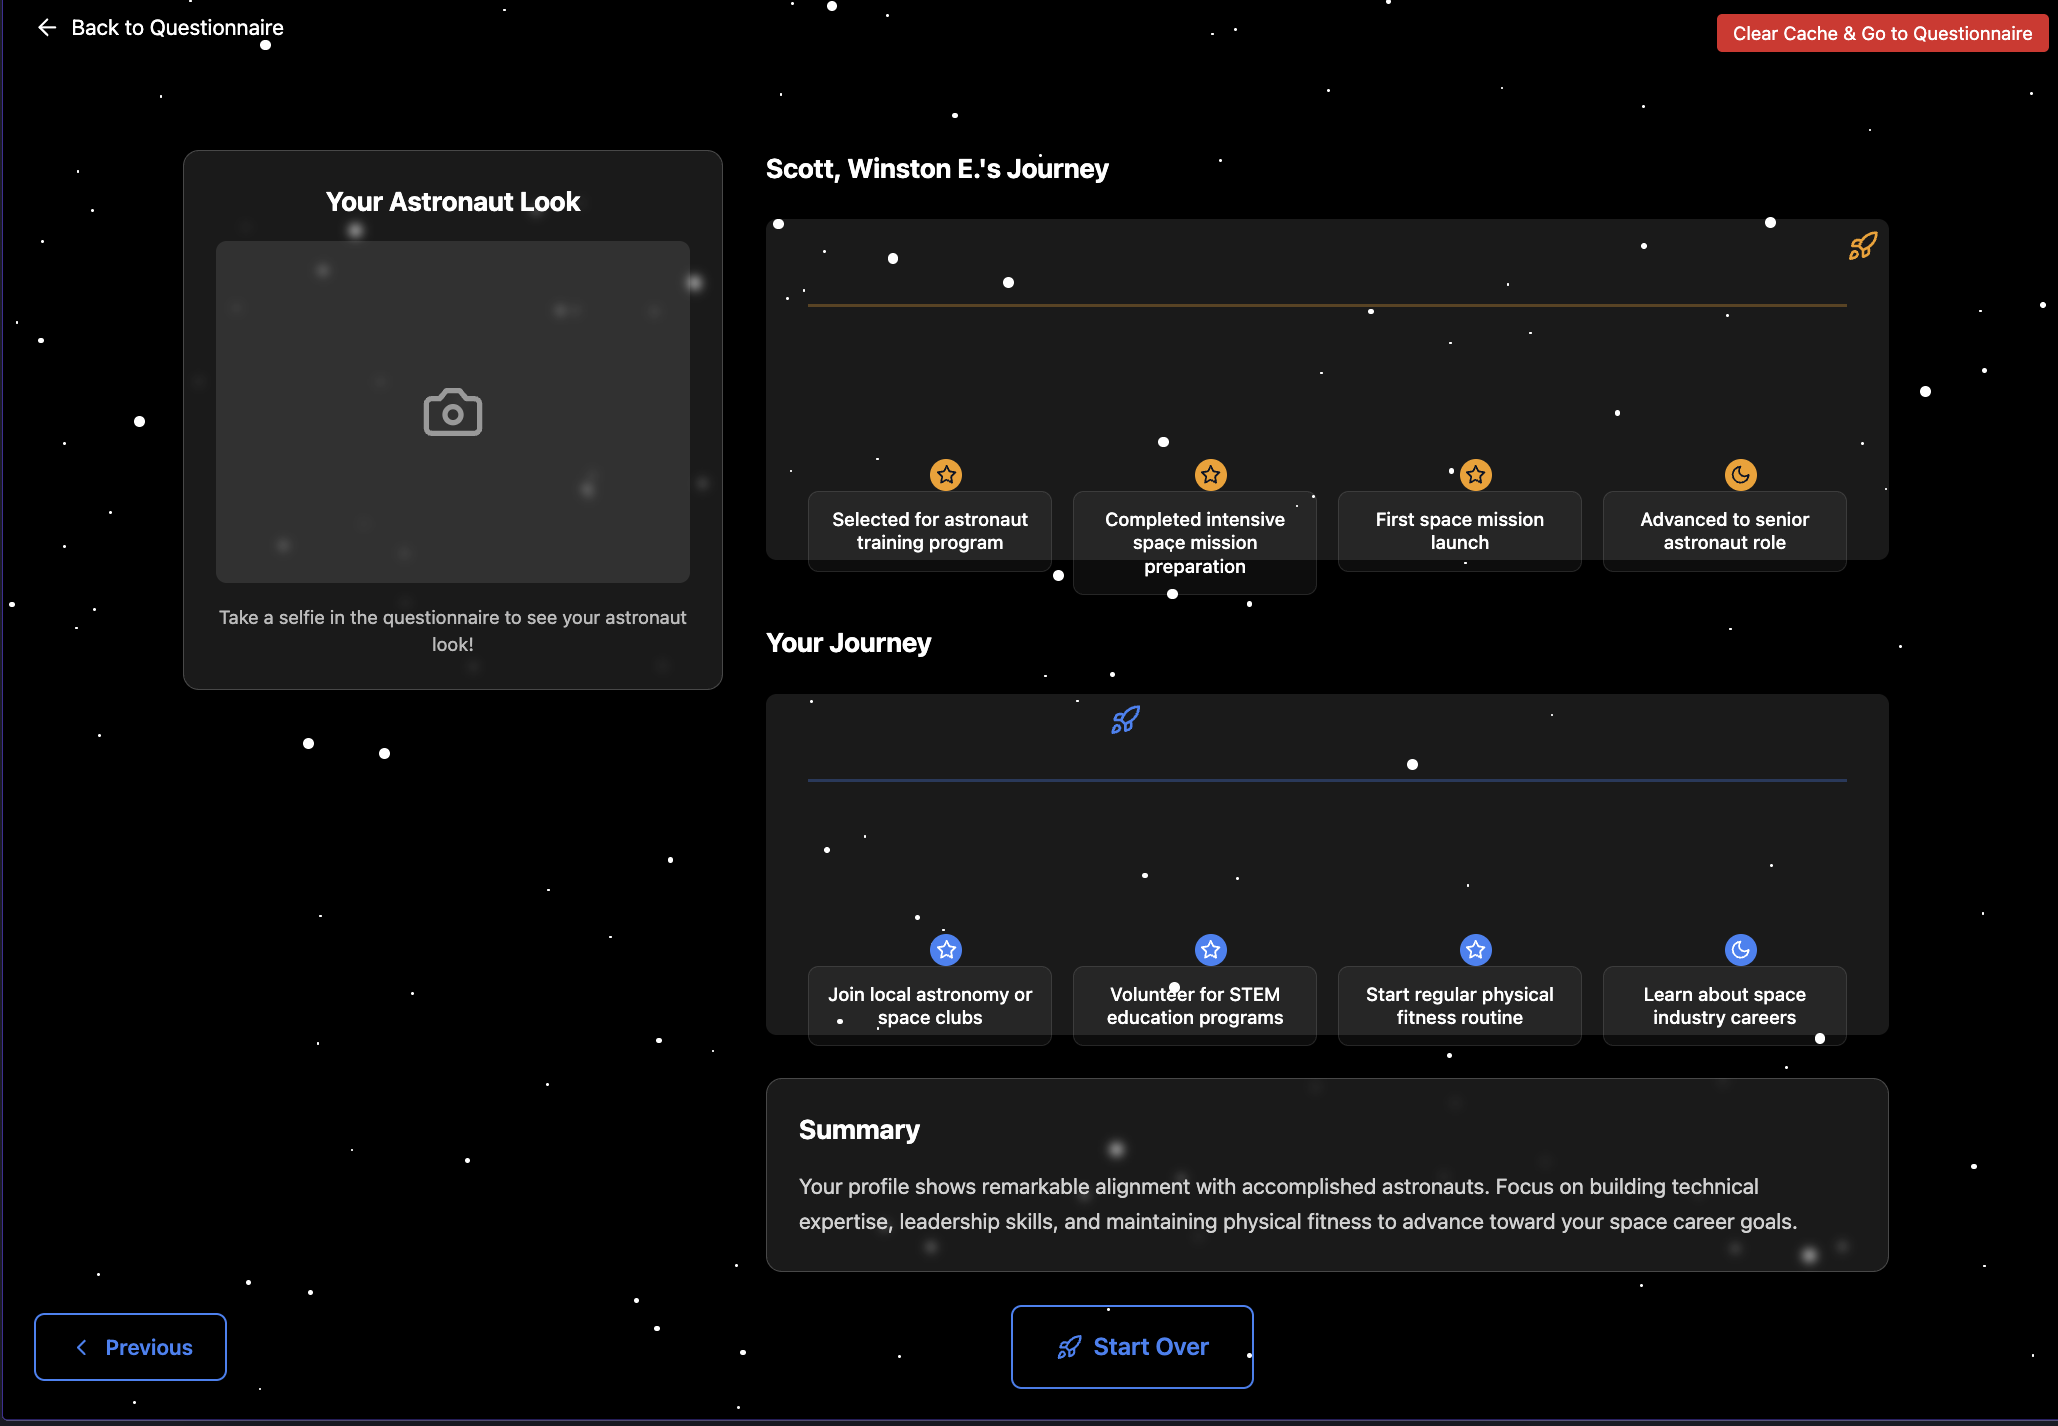 Back to Questionnaire
Clear Cache & Go to Questionnaire
Your Astronaut Look
Take a selfie in the questionnaire to see your astronaut
look!
Scott, Winston E.'s Journey
Selected for astronaut
training program
Completed intensive
space mission
preparation
First space mission
launch
Advanced to senior
astronaut role
Your Journey
Join local astronomy or
space clubs
Volunteer for STEM
education programs
Start regular physical
fitness routine
Learn about space
industry careers
Summary
Your profile shows remarkable alignment with accomplished astronauts. Focus on building technical
expertise, leadership skills, and maintaining physical fitness to advance toward your space career goals.
Previous
Start Over